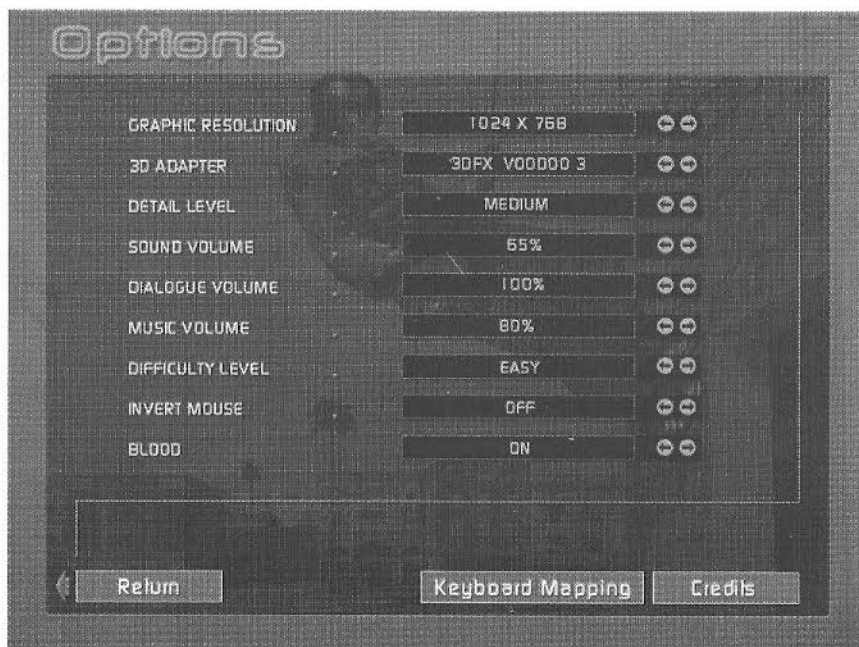 Options
GRAPHIC RESOLUTION 1024 X 768
3D ADAPTER 3DFX VOODOO 3
DETAIL LEVEL MEDIUM
SOUND VOLUME 65%
DIALOGUE VOLUME 100%
MUSIC VOLUME 80%
DIFFICULTY LEVEL EASY
INVERT MOUSE OFF
BLOOD ON
Return Keyboard Mapping Credits